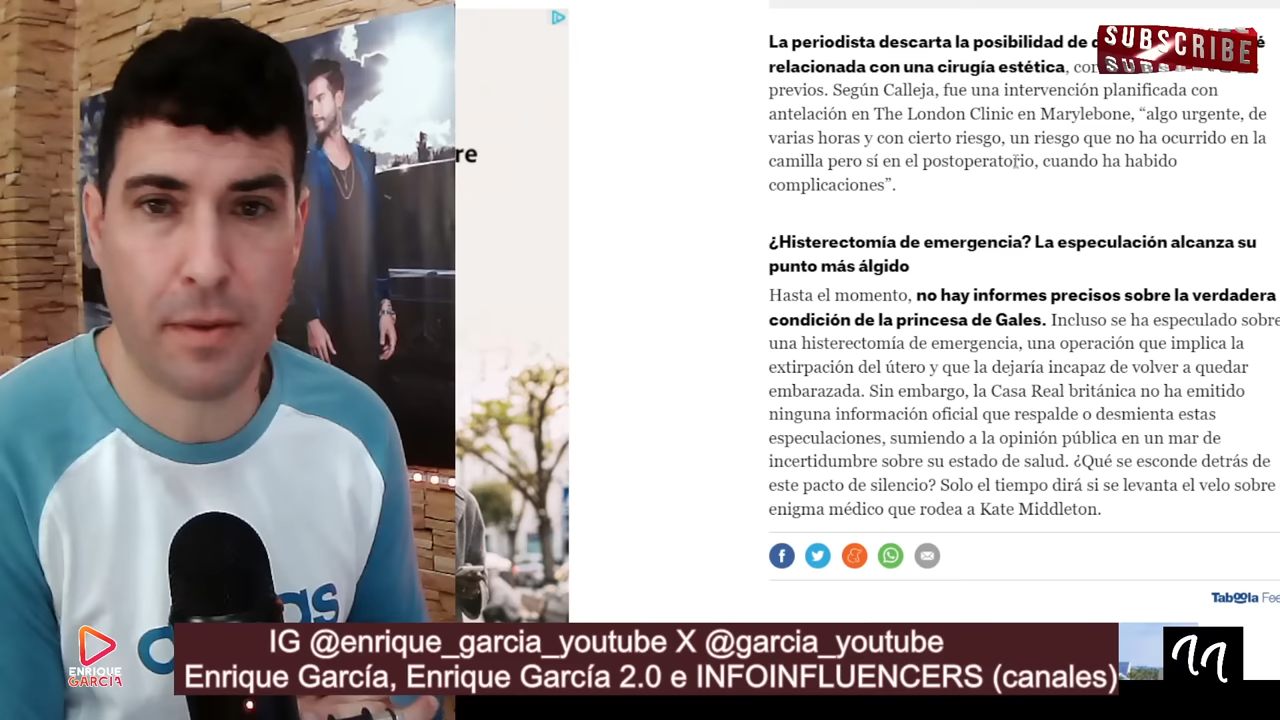 La periodista descarta la posibilidad de
SUBSCRIBE
relacionada con una cirugía estética,
previos. Según Calleja, fue una intervención planificada con
antelación en The London Clinic en Marylebone, “algo urgente, de
varias horas y con cierto riesgo, un riesgo que no ha ocurrido en la
camilla pero sí en el postoperatorio, cuando ha habido
complicaciones”.
¿Histerectomía de emergencia? La especulación alcanza su
punto más álgido
Hasta el momento, no hay informes precisos sobre la verdadera
condición de la princesa de Gales. Incluso se ha especulado sobre
una histerectomía de emergencia, una operación que implica la
extirpación del útero y que la dejaría incapaz de volver a quedar
embarazada. Sin embargo, la Casa Real británica no ha emitido
ninguna información oficial que respalde o desmienta estas
especulaciones, sumiendo a la opinión pública en un mar de
incertidumbre sobre su estado de salud. ¿Qué se esconde detrás de
este pacto de silencio? Solo el tiempo dirá si se levanta el velo sobre
enigma médico que rodea a Kate Middleton.
Taboola
re
IG @enrique_garcia_youtube X @garcia_youtube
Enrique García, Enrique García 2.0 e INFOINFLUENCERS (canales)
ENRIQUE
GARCÍA